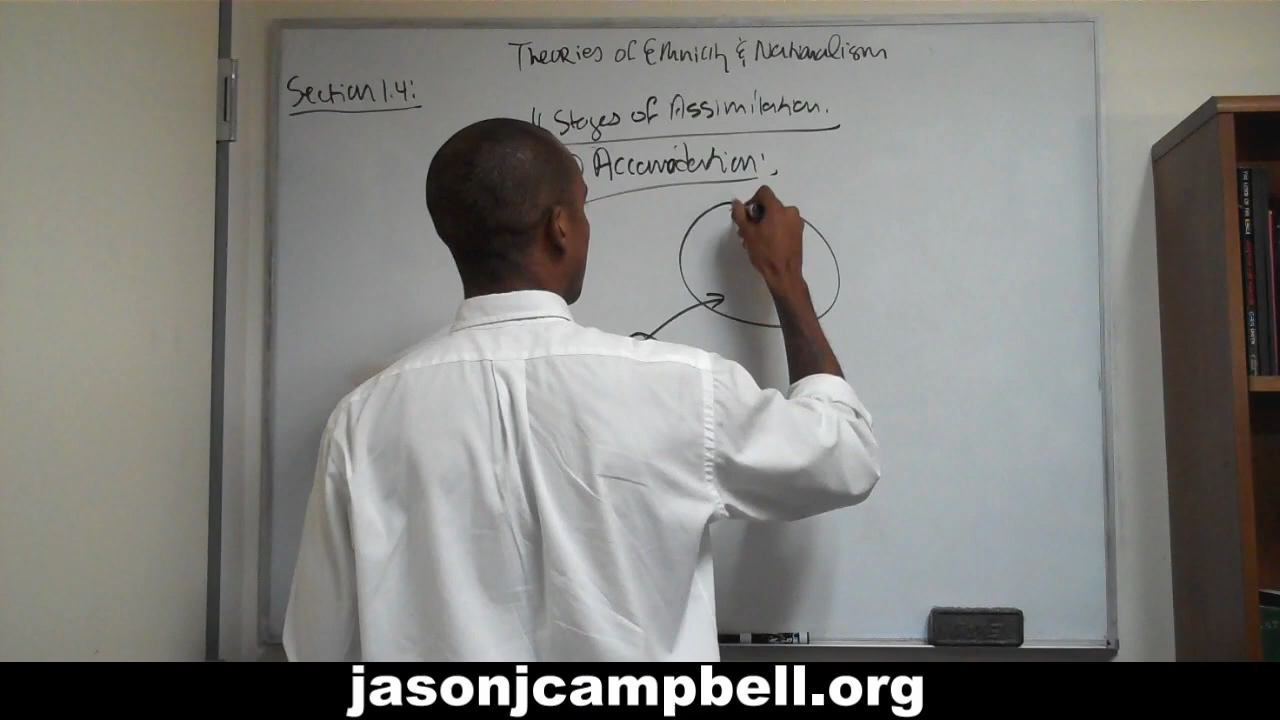 Theories of Ethnicity & Nationalism
Section 1.4:
4 Stages of Assimilation.
Accomodation:
jasonjcampbell.org